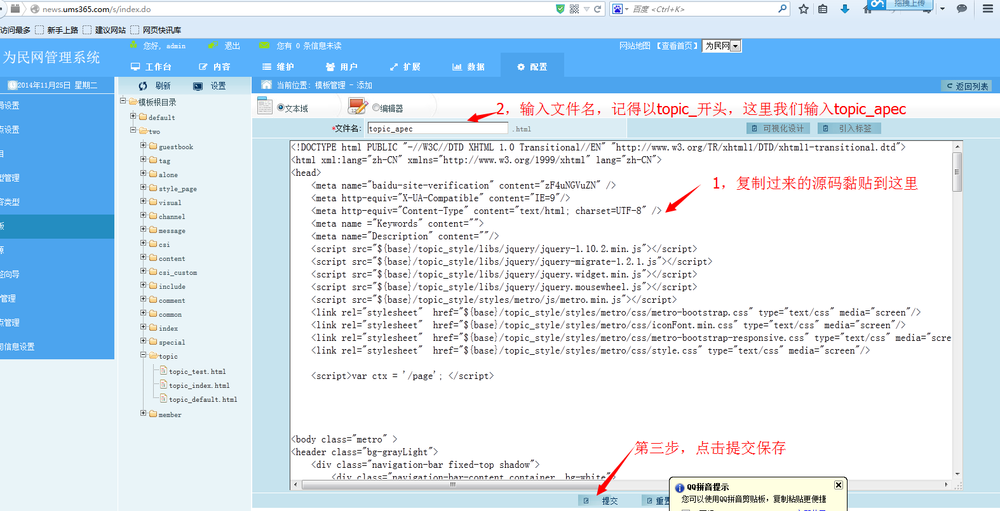 news.ums365.com/s/index.do
百度 <Ctrl+K>
拖拽上传
访问最多 新手上路 建议网站 网页快讯库
为民网管理系统
您好, admin 退出 您有 0 条信息未读
网站地图 【查看首页】 为民网
工作台 内容 维护 用户 扩展 数据 配置
2014年11月25日 星期二
刷新 设置
当前位置: 模板管理 - 添加
返回列表
局设置
点设置
目
型管理
容类型
板
源
签向导
管理
点管理
司信息设置
模板根目录
default
two
guestbook
tag
alone
style_page
visual
channel
message
csi
content
csi_custom
include
comment
common
index
special
topic
topic_test.html
topic_index.html
topic_default.html
member
文本域 编辑器
2，输入文件名，记得以topic_开头，这里我们输入topic_apec
*文件名: topic_apec .html
可视化设计 引入标签
<!DOCTYPE html PUBLIC "-//W3C//DTD XHTML 1.0 Transitional//EN" "http://www.w3.org/TR/xhtml1/DTD/xhtml1-transitional.dtd">
<html xml:lang="zh-CN" xmlns="http://www.w3.org/1999/xhtml" lang="zh-CN">
<head>
<meta name="baidu-site-verification" content="zF4uNGVuZN" />
<meta http-equiv="X-UA-Compatible" content="IE=9"/>
<meta http-equiv="Content-Type" content="text/html; charset=UTF-8" />
<meta name ="Keywords" content="">
<meta name="Description" content=""/>
<script src="${base}/topic_style/libs/jquery/jquery-1.10.2.min.js"></script>
<script src="${base}/topic_style/libs/jquery/jquery-migrate-1.2.1.js"></script>
<script src="${base}/topic_style/libs/jquery/jquery.widget.min.js"></script>
<script src="${base}/topic_style/libs/jquery/jquery.mousewheel.js"></script>
<script src="${base}/topic_style/styles/metro/js/metro.min.js"></script>
<link rel="stylesheet"  href="${base}/topic_style/styles/metro/css/metro-bootstrap.css" type="text/css" media="screen"/>
<link rel="stylesheet"  href="${base}/topic_style/styles/metro/css/iconFont.min.css" type="text/css" media="screen"/>
<link rel="stylesheet"  href="${base}/topic_style/styles/metro/css/metro-bootstrap-responsive.css" type="text/css" media="scre
<link rel="stylesheet"  href="${base}/topic_style/styles/metro/css/style.css" type="text/css" media="screen"/>
<script>var ctx = '/page'; </script>
<body class="metro" >
<header class="bg-grayLight">
<div class="navigation-bar fixed-top shadow">
<div class="navigation-bar-content container  bg-white">
1，复制过来的源码黏贴到这里
第三步，点击提交保存
提交 重置
QQ拼音提示
您可以使用QQ拼音剪贴板，复制粘贴更便捷